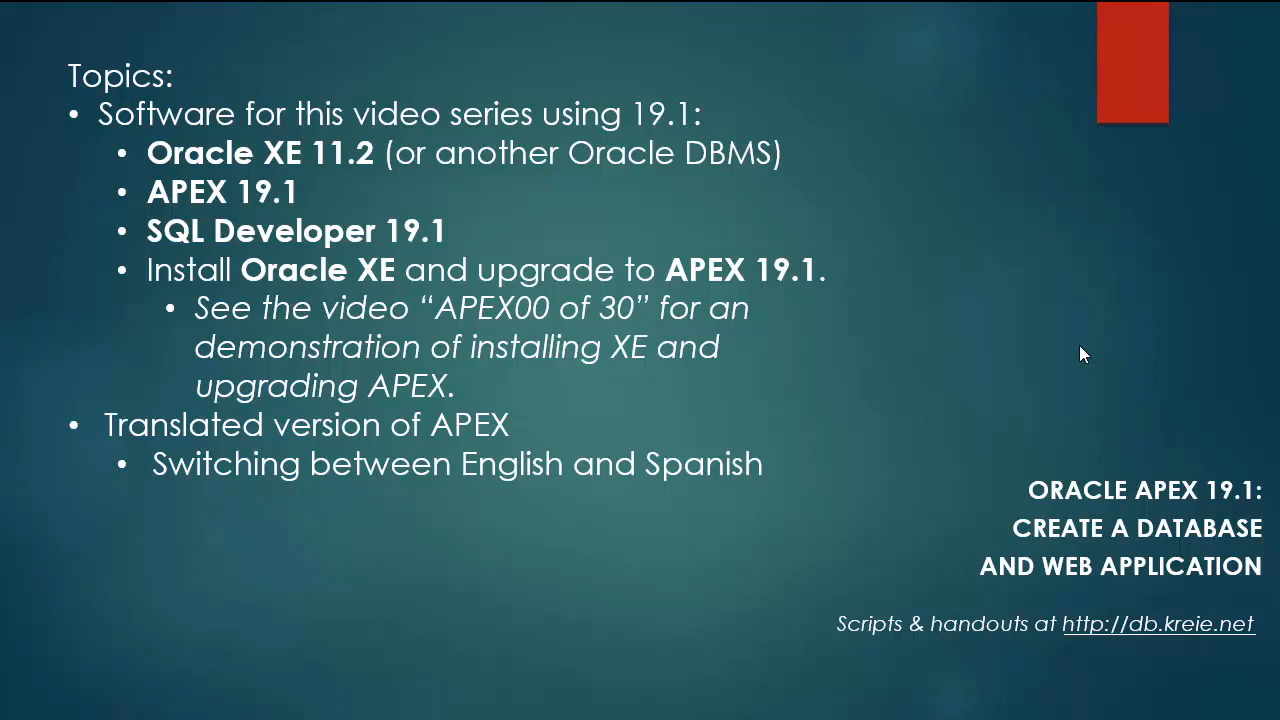 Topics:
• Software for this video series using 19.1:
• Oracle XE 11.2 (or another Oracle DBMS)
• APEX 19.1
• SQL Developer 19.1
• Install Oracle XE and upgrade to APEX 19.1.
• See the video “APEX00 of 30” for an
demonstration of installing XE and
upgrading APEX.
• Translated version of APEX
• Switching between English and Spanish
ORACLE APEX 19.1:
CREATE A DATABASE
AND WEB APPLICATION
Scripts & handouts at http://db.kreie.net